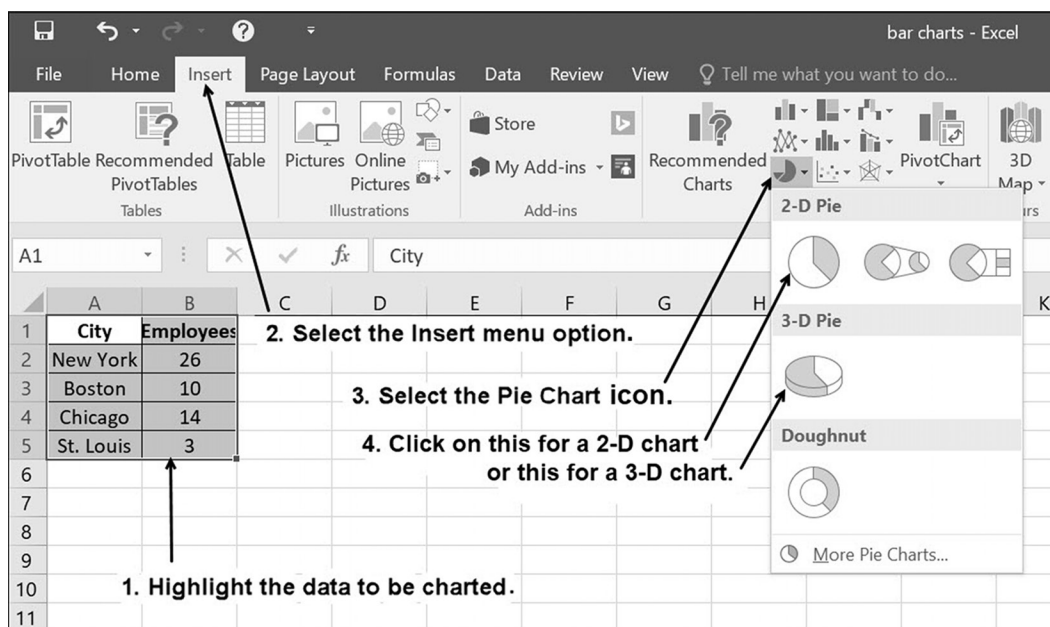 bar charts - Excel
File Home Insert Page Layout Formulas Data Review View Tell me what you want to do...
PivotTable Recommended PivotTables Table
Pictures Online Pictures
Store
My Add-ins
Recommended Charts
PivotChart
3D Map
Tables Illustrations Add-ins urs
A1 fx City
A B C D E F G H K
1 City Employees
2 New York 26
3 Boston 10
4 Chicago 14
5 St. Louis 3
6
7
8
9
10
11
2. Select the Insert menu option.
3. Select the Pie Chart icon.
4. Click on this for a 2-D chart
or this for a 3-D chart.
1. Highlight the data to be charted.
2-D Pie
3-D Pie
Doughnut
More Pie Charts...